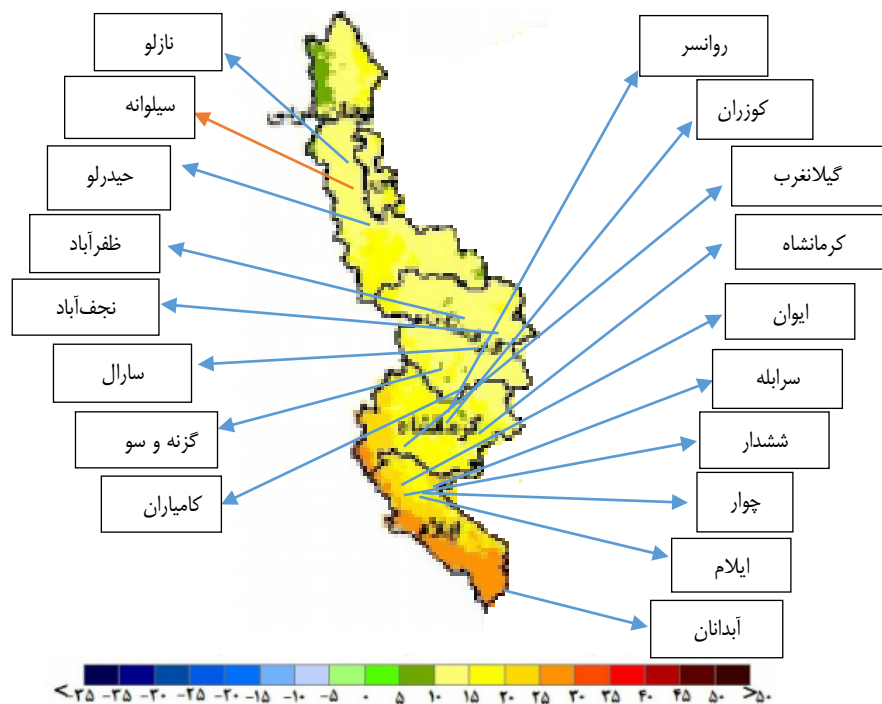 نازلو
سیلوانه
حیدرلو
ظفرآباد
نجف‌آباد
سارال
گزنه و سو
کامیاران
روانسر
کوزران
گیلانغرب
کرمانشاه
ایوان
سرابله
ششدار
چوار
ایلام
آبدانان
کرمانشاه
ایلام
<-۳۵ -۳۵ -۳۰ -۲۵ -۲۰ -۱۵ -۱۰ -۵ ۰ ۵ ۱۰ ۱۵ ۲۰ ۲۵ ۳۰ ۳۵ ۴۰ ۴۵ ۵۰ >۵۰